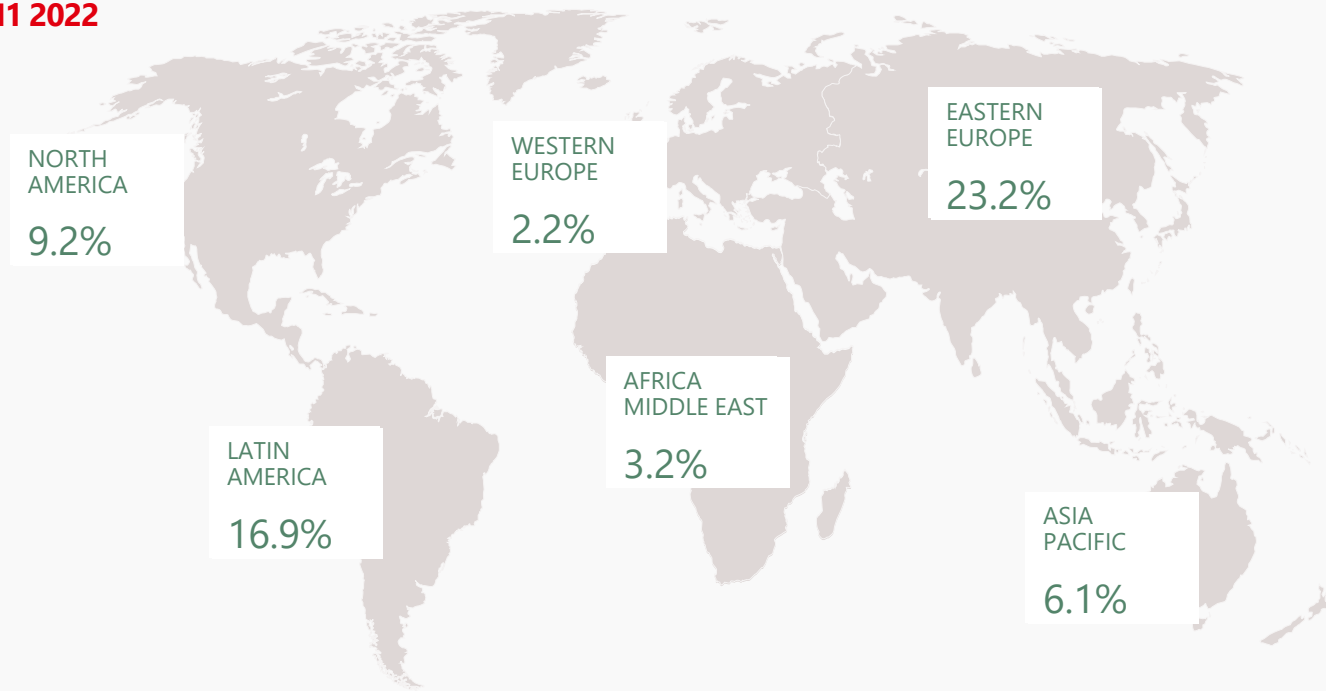 2022
NORTH
AMERICA
9.2%
WESTERN
EUROPE
2.2%
EASTERN
EUROPE
23.2%
AFRICA
MIDDLE EAST
3.2%
LATIN
AMERICA
16.9%
ASIA
PACIFIC
6.1%